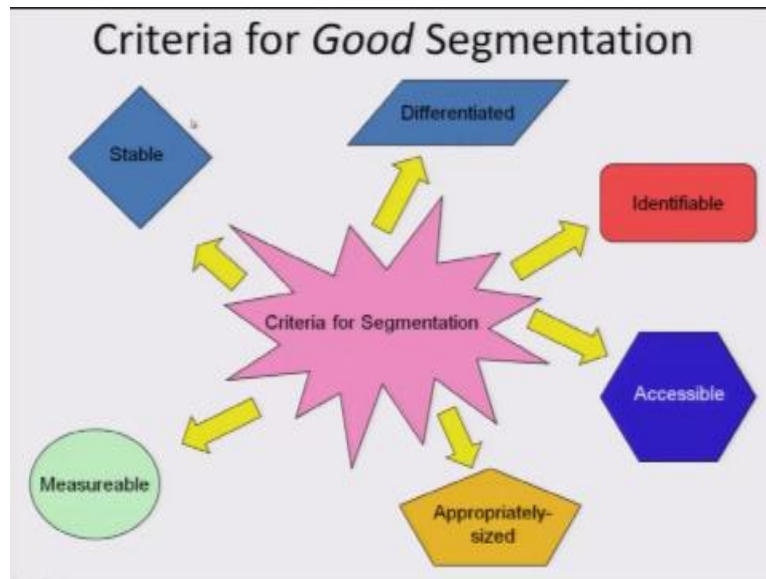 Criteria for Good Segmentation
Differentiated
Stable
Identifiable
Criteria for Segmentation
Accessible
Measureable
Appropriately-
sized